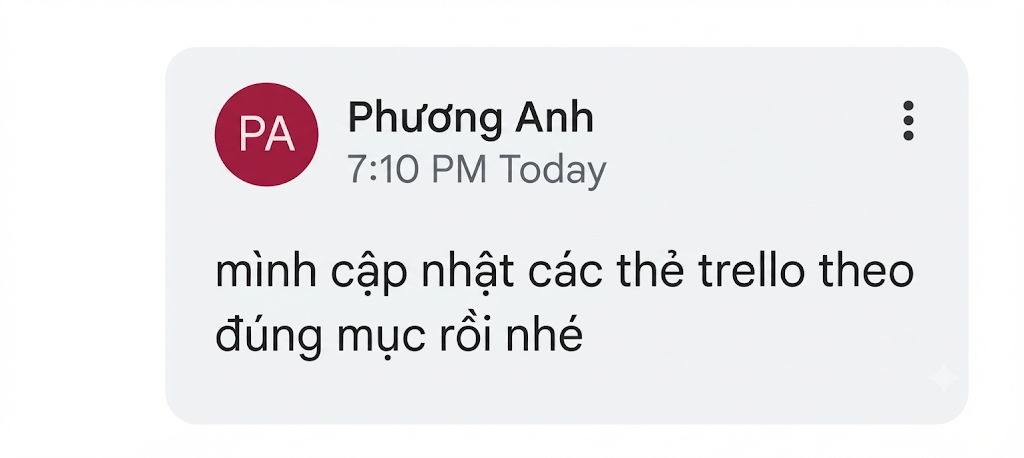 PA
Phương Anh
7:10 PM Today
mình cập nhật các thẻ trello theo
đúng mục rồi nhé